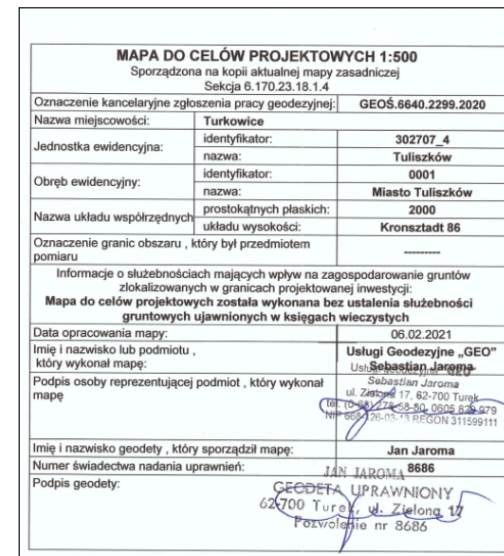 MAPA DO CELÓW PROJEKTOWYCH 1:500
Sporządzona na kopii aktualnej mapy zasadniczej
Sekcja 6.170.23.18.1.4
Oznaczenie kancelaryjne zgłoszenia pracy geodezyjnej: GEOŚ.6640.2299.2020
Nazwa miejscowości: Turkowice
Jednostka ewidencyjna: identyfikator: 302707_4
nazwa: Tuliszków
Obręb ewidencyjny: identyfikator: 0001
nazwa: Miasto Tuliszków
Nazwa układu współrzędnych prostokątnych płaskich: 2000
układu wysokości: Kronsztadt 86
Oznaczenie granic obszaru , który był przedmiotem pomiaru ---------
Informacje o służebnościach mających wpływ na zagospodarowanie gruntów
zlokalizowanych w granicach projektowanej inwestycji:
Mapa do celów projektowych została wykonana bez ustalenia służebności
gruntowych ujawnionych w księgach wieczystych
Data opracowania mapy: 06.02.2021
Imię i nazwisko lub podmiotu ,
który wykonał mapę:
Usługi Geodezyjne „GEO"
Sebastian Jaroma
Podpis osoby reprezentującej podmiot , który wykonał
mapę
Sebastian Jaroma
ul. Zielona 17, 62-700 Turek
REGON 311599111
Imię i nazwisko geodety , który sporządził mapę: Jan Jaroma
Numer świadectwa nadania uprawnień: 8686
Podpis geodety:
JAN JAROMA
GEODETA UPRAWNIONY
62-700 Turek, ul. Zielona 17
Pozwolenie nr 8686